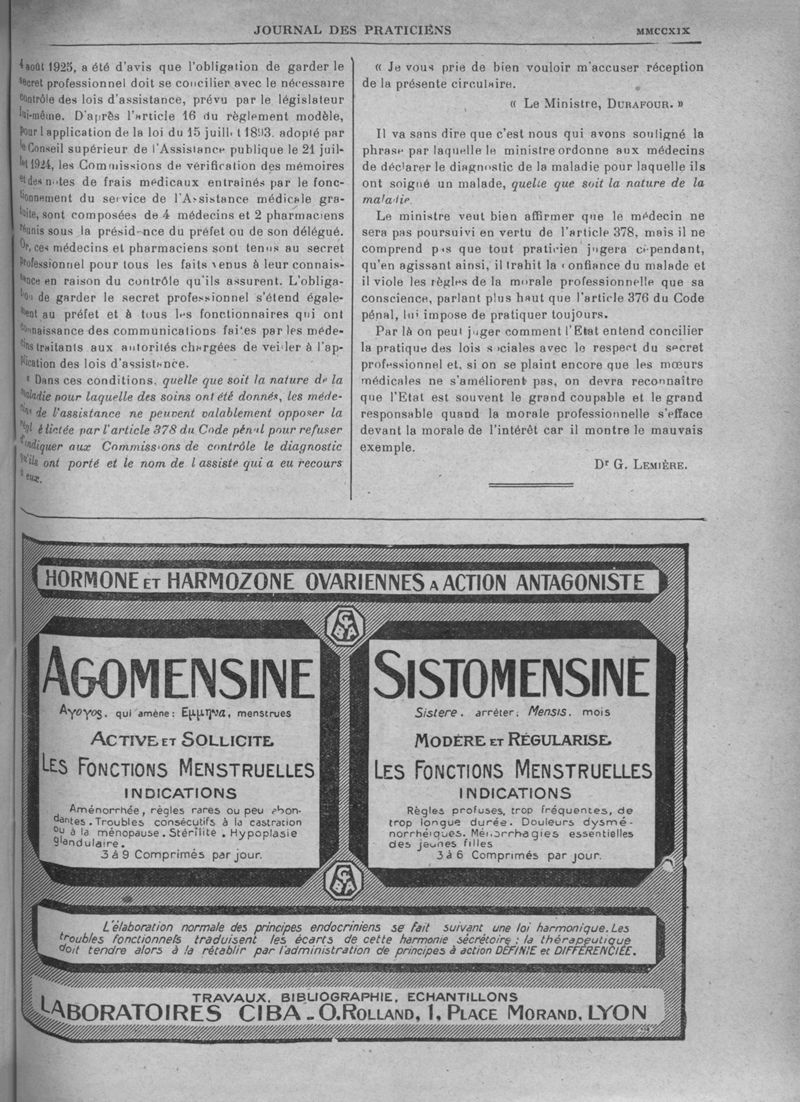 JOURNAL DES PRATICIENS
MMCCXIX
4 août 1925, a été d'avis que l'obligation de garder le
secret professionnel doit se concilier avec le nécessaire
contrôle des lois d'assistance, prévu par le législateur
lui-même. D'après l'article 16 du règlement modèle,
pour l application de la loi du 15 juill t 1893. adopté par
le Conseil supérieur de l'Assistance publique le 21 juil-
let 1924, les Commissions de vérification des mémoires
et des notes de frais médicaux entraînés par le fonc-
tionnement du service de l'Assistance médicale gra-
tuite, sont composées de 4 médecins et 2 pharmaciens
réunis sous la présidence du préfet ou de son délégué.
Or, ces médecins et pharmaciens sont tenus au secret
professionnel pour tous les faits venus à leur connais-
sance en raison du contrôle qu'ils assurent. L'obliga-
tion de garder le secret professionnel s'étend égale-
ment au préfet et à tous les fonctionnaires qui ont
connaissance des communications faites par les méde-
cins traitants aux autorités chargées de veiller à l'ap-
plication des lois d'assistance.
« Dans ces conditions, quelle que soit la nature de la
maladie pour laquelle des soins ont été donnés, les méde-
cins de l'assistance ne peuvent valablement opposer la
règl édictée par l'article 378 du Code pénal pour refuser
d'indiquer aux Commissions de contrôle le diagnostic
qu'ils ont porté et le nom de l assisté qui a eu recours
à eux.
« Je vous prie de bien vouloir m'accuser réception
de la présente circulaire.
« Le Ministre, DURAFOUR. »
Il va sans dire que c'est nous qui avons souligné la
phrase par laquelle le ministre ordonne aux médecins
de déclarer le diagnostic de la maladie pour laquelle ils
ont soigné un malade, quelle que soit la nature de la
maladie.
Le ministre veut bien affirmer que le médecin ne
sera pas poursuivi en vertu de l'article 378, mais il ne
comprend pas que tout praticien jugera cependant,
qu'en agissant ainsi, il trahit la confiance du malade et
il viole les règles de la morale professionnelle que sa
conscience, parlant plus haut que l'article 376 du Code
pénal, lui impose de pratiquer toujours.
Par là on peut juger comment l'Etat entend concilier
la pratique des lois sociales avec le respect du secret
professionnel et, si on se plaint encore que les mœurs
médicales ne s'améliorent pas, on devra reconnaître
que l'Etat est souvent le grand coupable et le grand
responsable quand la morale professionnelle s'efface
devant la morale de l'intérêt car il montre le mauvais
exemple.
Dr G. LEMIÈRE.
HORMONE ET HARMOZONE OVARIENNES A ACTION ANTAGONISTE
CIBA
AGOMENSINE
Αγογος, qui amène: Εμμηνα, menstrues
ACTIVE ET SOLLICITE
LES FONCTIONS MENSTRUELLES
INDICATIONS
Aménorrhée, règles rares ou peu abon-
dantes. Troubles consécutifs à la castration
ou à la ménopause. Stérilité. Hypoplasie
glandulaire.
3 à 9 Comprimés par jour.
SISTOMENSINE
Sistere, arrêter; Mensis, mois
MODÈRE ET RÉGULARISE
LES FONCTIONS MENSTRUELLES
INDICATIONS
Règles profuses, trop fréquentes, de
trop longue durée. Douleurs dysmé-
norrhéiques. Ménorrhagies essentielles
des jeunes filles
3 à 6 Comprimés par jour.
CIBA
L'élaboration normale des principes endocriniens se fait suivant une loi harmonique. Les
troubles fonctionnels traduisent les écarts de cette harmonie sécrétoire; la thérapeutique
doit tendre alors à la rétablir par l'administration de principes à action DÉFINIE et DIFFÉRENCIÉE.
TRAVAUX, BIBLIOGRAPHIE, ECHANTILLONS
LABORATOIRES CIBA - O. ROLLAND, 1, PLACE MORAND, LYON